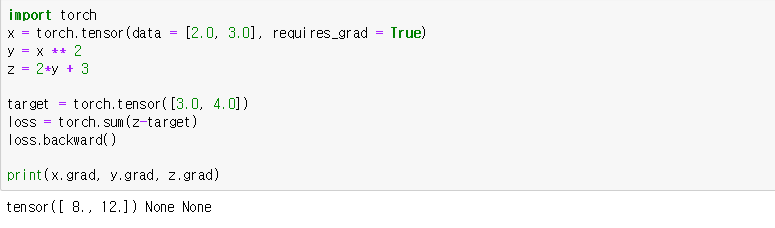 import torch
x = torch.tensor(data = [2.0, 3.0], requires_grad = True)
y = x ** 2
z = 2*y + 3
target = torch.tensor([3.0, 4.0])
loss = torch.sum(z-target)
loss.backward()
print(x.grad, y.grad, z.grad)
tensor([ 8., 12.]) None None